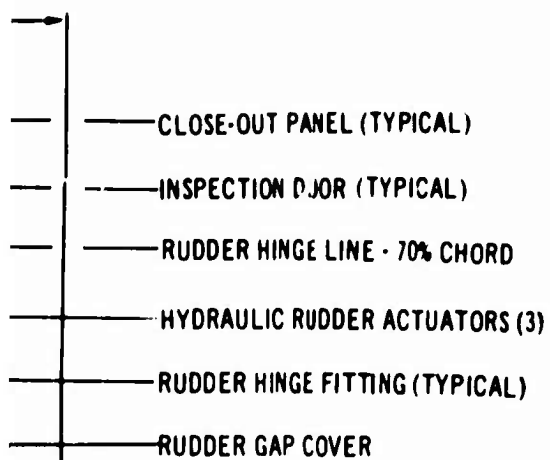 CLOSE-OUT PANEL (TYPICAL)
INSPECTION DOOR (TYPICAL)
RUDDER HINGE LINE - 70% CHORD
HYDRAULIC RUDDER ACTUATORS (3)
RUDDER HINGE FITTING (TYPICAL)
RUDDER GAP COVER